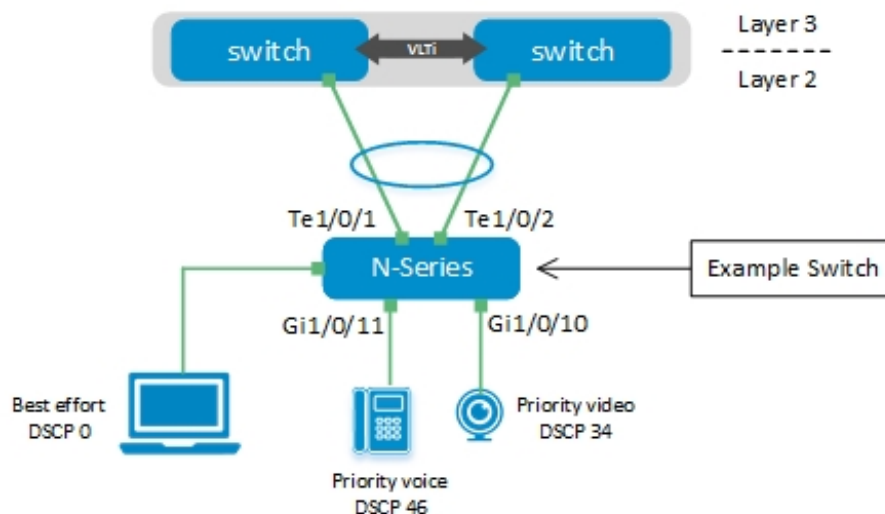 Layer 3
switch
VLTi
switch
Layer 2
Te1/0/1
Te1/0/2
N-Series
Example Switch
Gi1/0/11
Gi1/0/10
Best effort
DSCP 0
Priority video
DSCP 34
Priority voice
DSCP 46